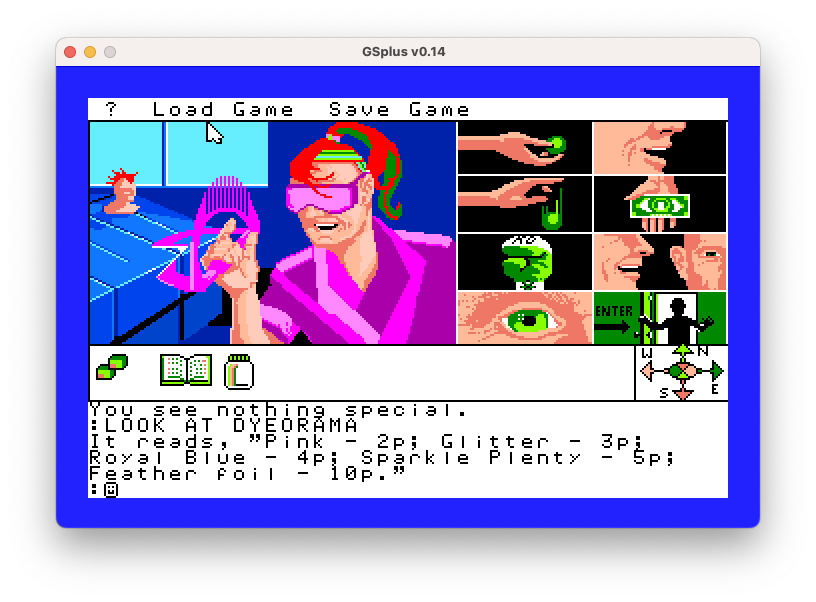 GSplus v0.14
? Load Game Save Game
ENTER
W N
S E
You see nothing special.
:LOOK AT DYEORAMA
It reads, "Pink - 2p; Glitter - 3p;
Royal Blue - 4p; Sparkle Plenty - 5p;
Feather foil - 10p."
: